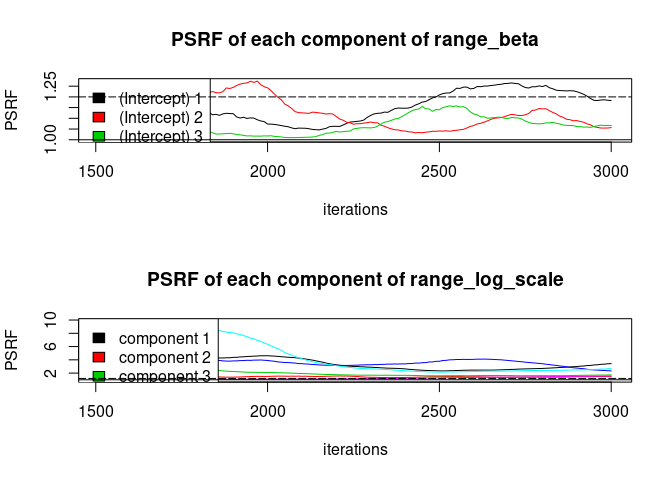 PSRF of each component of range_beta
PSRF
1.00
1.25
(Intercept) 1
(Intercept) 2
(Intercept) 3
1500
2000
2500
3000
iterations
PSRF of each component of range_log_scale
PSRF
2
6
10
component 1
component 2
component 3
1500
2000
2500
3000
iterations